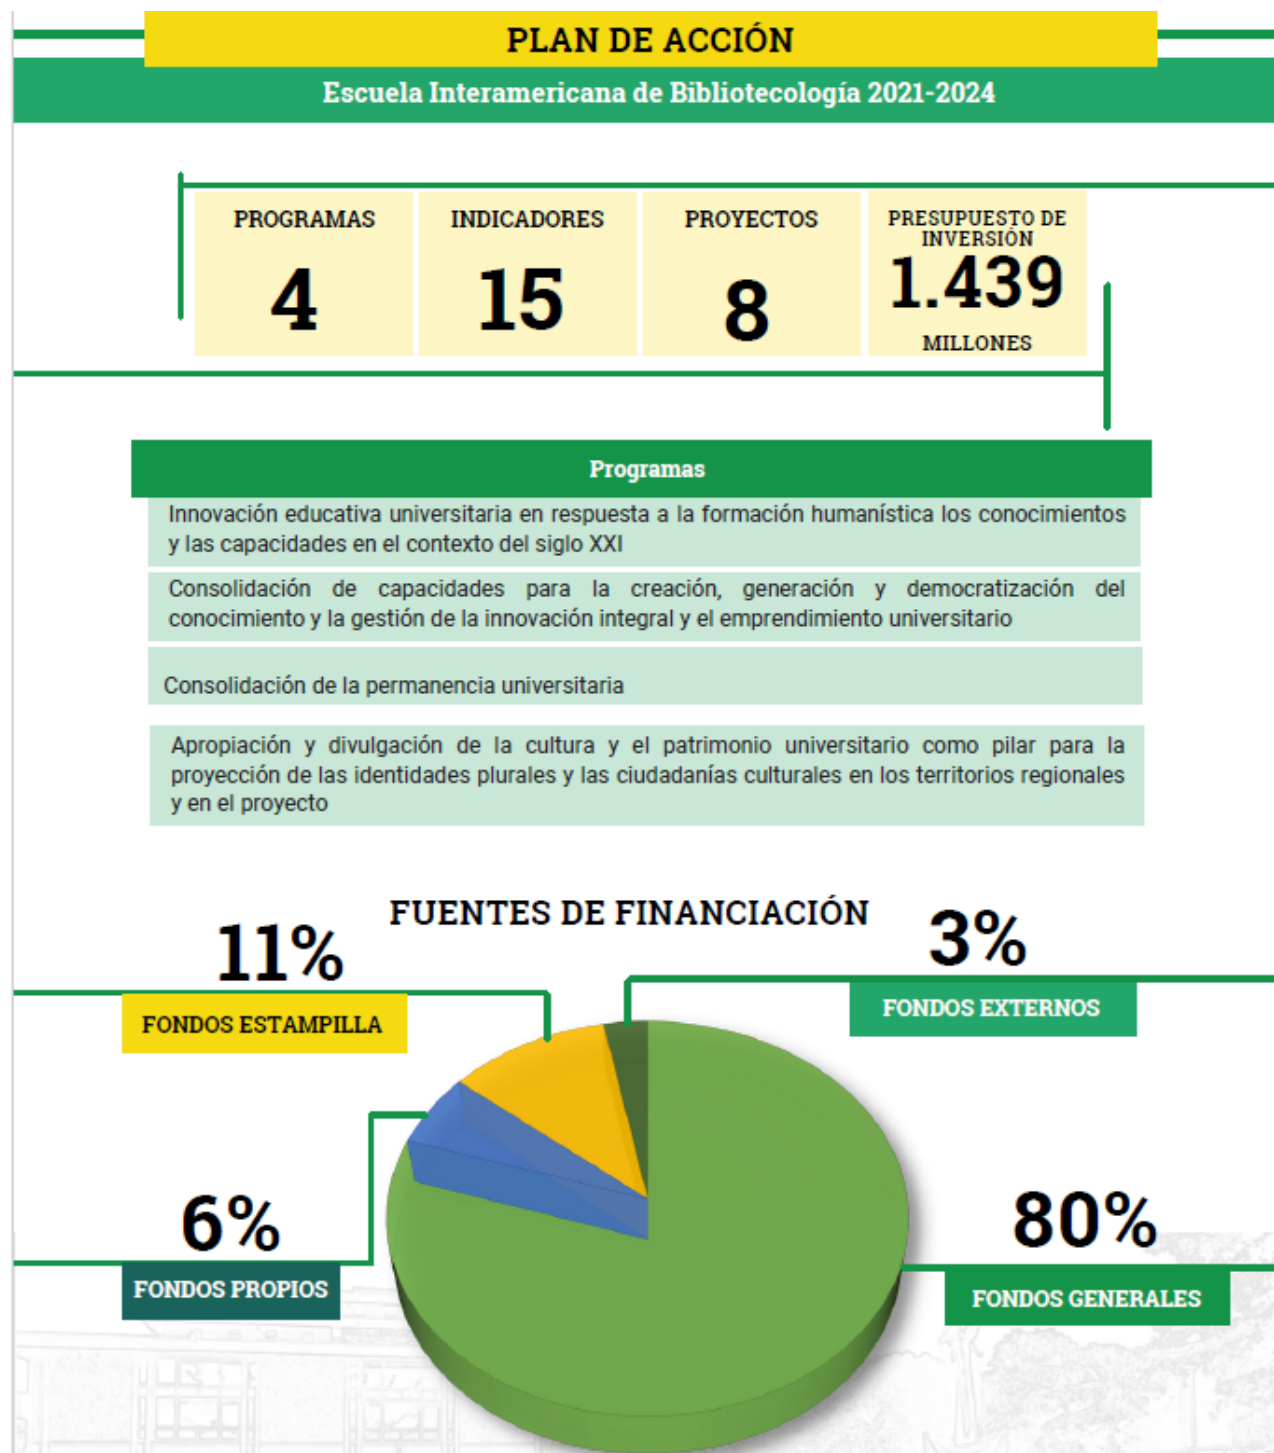 PLAN DE ACCIÓN
Escuela Interamericana de Bibliotecología 2021-2024
PROGRAMAS
4
INDICADORES
15
PROYECTOS
8
PRESUPUESTO DE
INVERSIÓN
1.439
MILLONES
Programas
Innovación educativa universitaria en respuesta a la formación humanística los conocimientos
y las capacidades en el contexto del siglo XXI
Consolidación de capacidades para la creación, generación y democratización del
conocimiento y la gestión de la innovación integral y el emprendimiento universitario
Consolidación de la permanencia universitaria
Apropiación y divulgación de la cultura y el patrimonio universitario como pilar para la
proyección de las identidades plurales y las ciudadanías culturales en los territorios regionales
y en el proyecto
FUENTES DE FINANCIACIÓN
11%
FONDOS ESTAMPILLA
3%
FONDOS EXTERNOS
6%
FONDOS PROPIOS
80%
FONDOS GENERALES